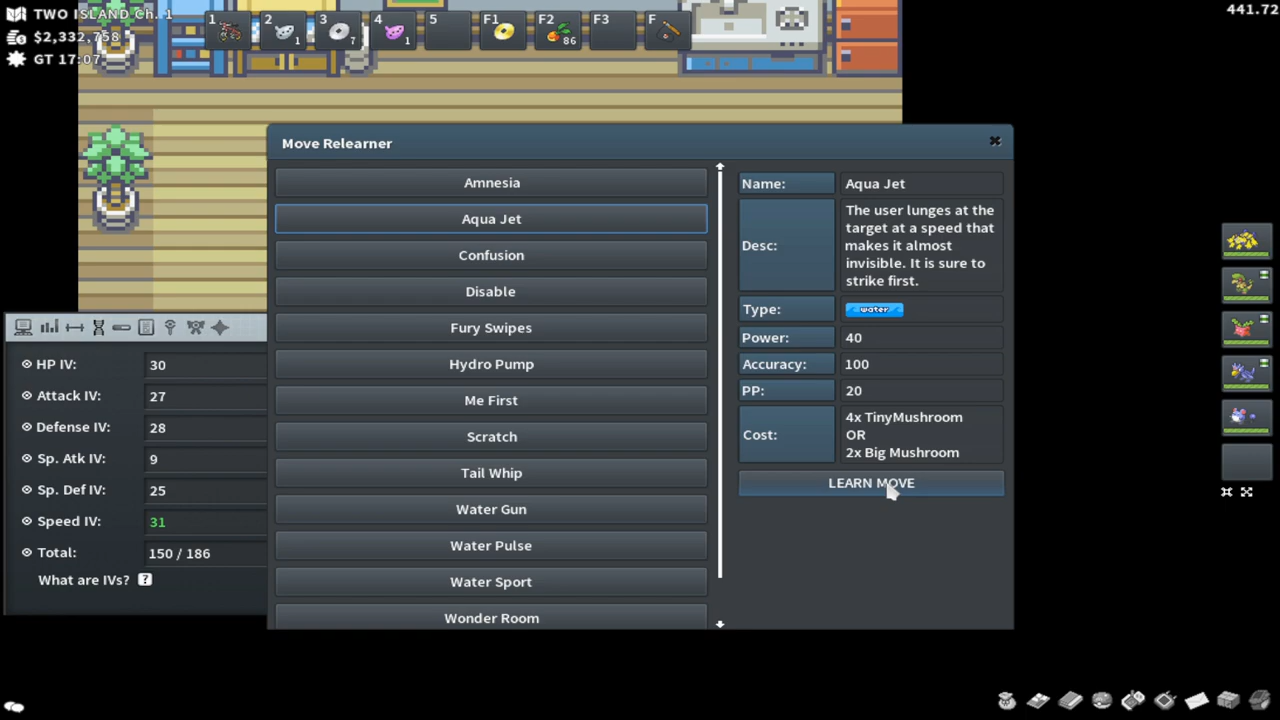 TWO ISLAND Ch. 1
$2,332,758
GT 17:07
1 2 3 4 5 F1 F2 F3 F
1 7 1 86
441.72
Move Relearner
Amnesia
Aqua Jet
Confusion
Disable
Fury Swipes
Hydro Pump
Me First
Scratch
Tail Whip
Water Gun
Water Pulse
Water Sport
Wonder Room
Name: Aqua Jet
Desc: The user lunges at the
target at a speed that
makes it almost
invisible. It is sure to
strike first.
Type: water
Power: 40
Accuracy: 100
PP: 20
Cost: 4x TinyMushroom
OR
2x Big Mushroom
LEARN MOVE
HP IV: 30
Attack IV: 27
Defense IV: 28
Sp. Atk IV: 9
Sp. Def IV: 25
Speed IV: 31
Total: 150 / 186
What are IVs? ?